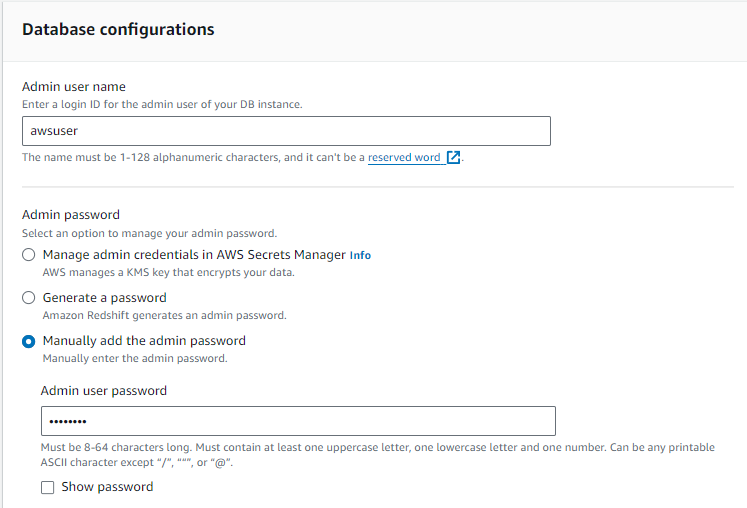 Database configurations
Admin user name
Enter a login ID for the admin user of your DB instance.
awsuser
The name must be 1-128 alphanumeric characters, and it can't be a reserved word .
Admin password
Select an option to manage your admin password.
Manage admin credentials in AWS Secrets Manager Info
AWS manages a KMS key that encrypts your data.
Generate a password
Amazon Redshift generates an admin password.
Manually add the admin password
Manually enter the admin password.
Admin user password
••••••••
Must be 8-64 characters long. Must contain at least one uppercase letter, one lowercase letter and one number. Can be any printable
ASCII character except “/”, “"”, or “@”.
Show password